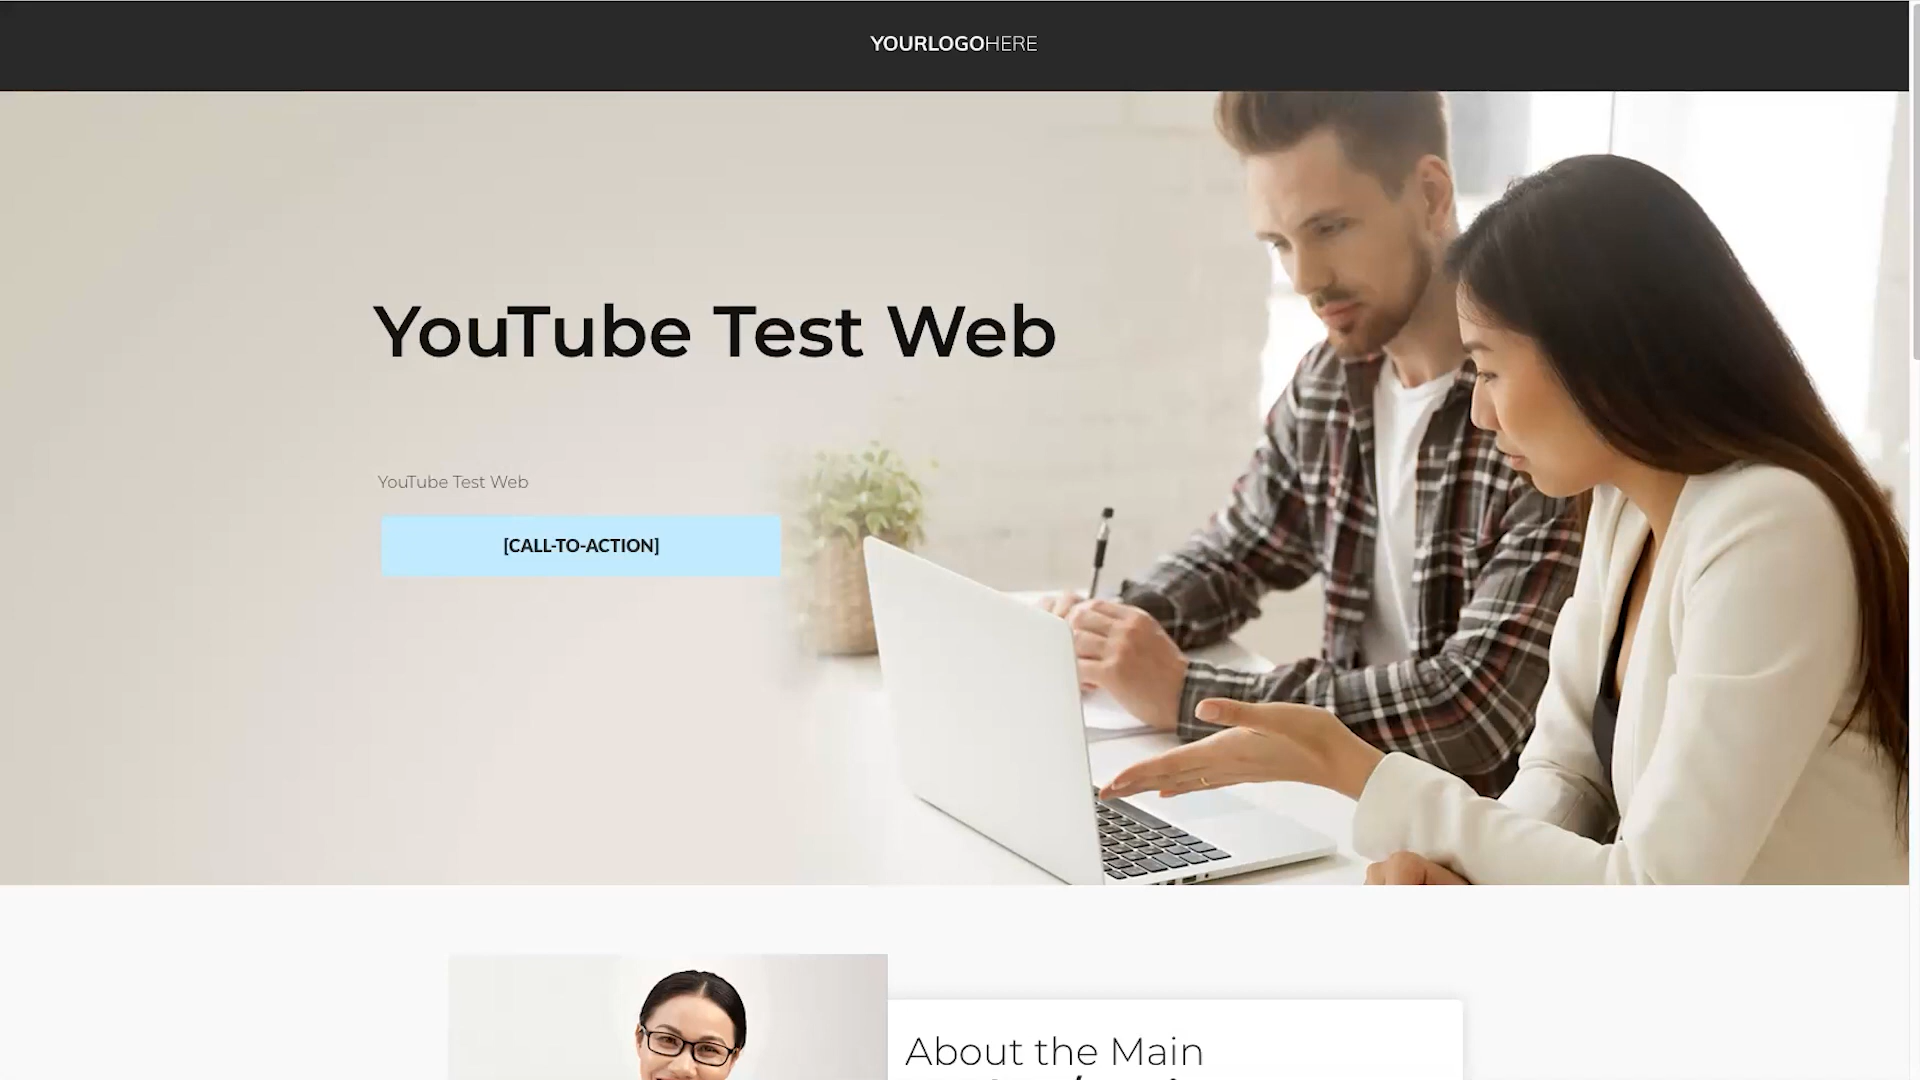 YOURLOGOHERE
YouTube Test Web
YouTube Test Web
[CALL-TO-ACTION]
About the Main